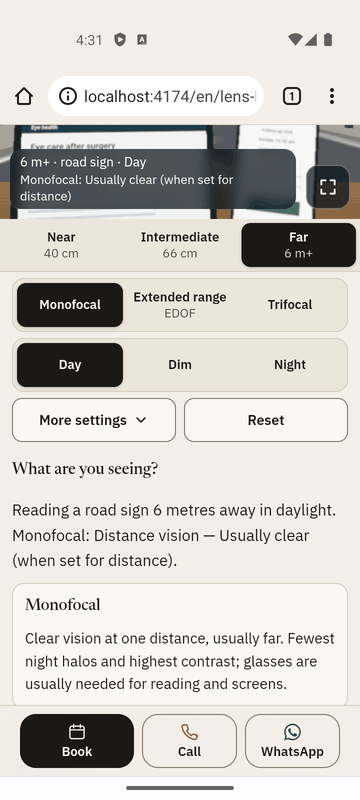 4:31
localhost:4174/en/lens-
1
Eye health
Eye care after surgery
6 m+ · road sign · Day
Monofocal: Usually clear (when set for
distance)
Near
40 cm
Intermediate
66 cm
Far
6 m+
Monofocal
Extended range
EDOF
Trifocal
Day
Dim
Night
More settings
Reset
What are you seeing?
Reading a road sign 6 metres away in daylight.
Monofocal: Distance vision — Usually clear
(when set for distance).
Monofocal
Clear vision at one distance, usually far. Fewest
night halos and highest contrast; glasses are
usually needed for reading and screens.
Book
Call
WhatsApp